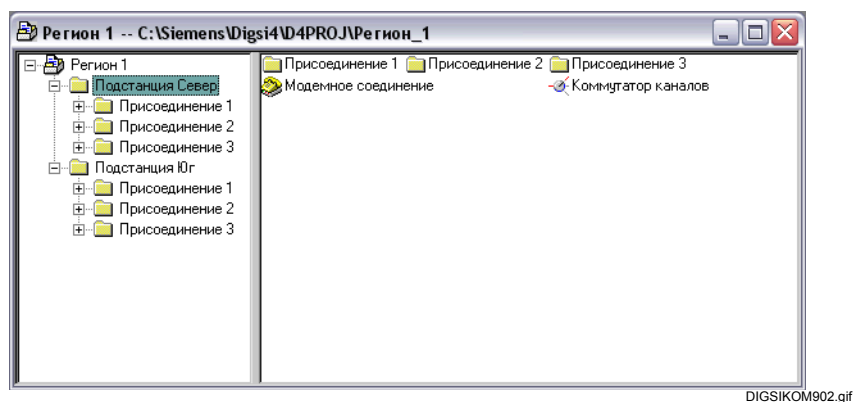 Регион 1 -- C:\Siemens\Digsi4\D4PROJ\Регион_1
Регион 1
Подстанция Север
Присоединение 1
Присоединение 2
Присоединение 3
Подстанция Юг
Присоединение 1
Присоединение 2
Присоединение 3
Присоединение 1 Присоединение 2 Присоединение 3
Модемное соединение Коммутатор каналов
DIGSIKOM902.gif